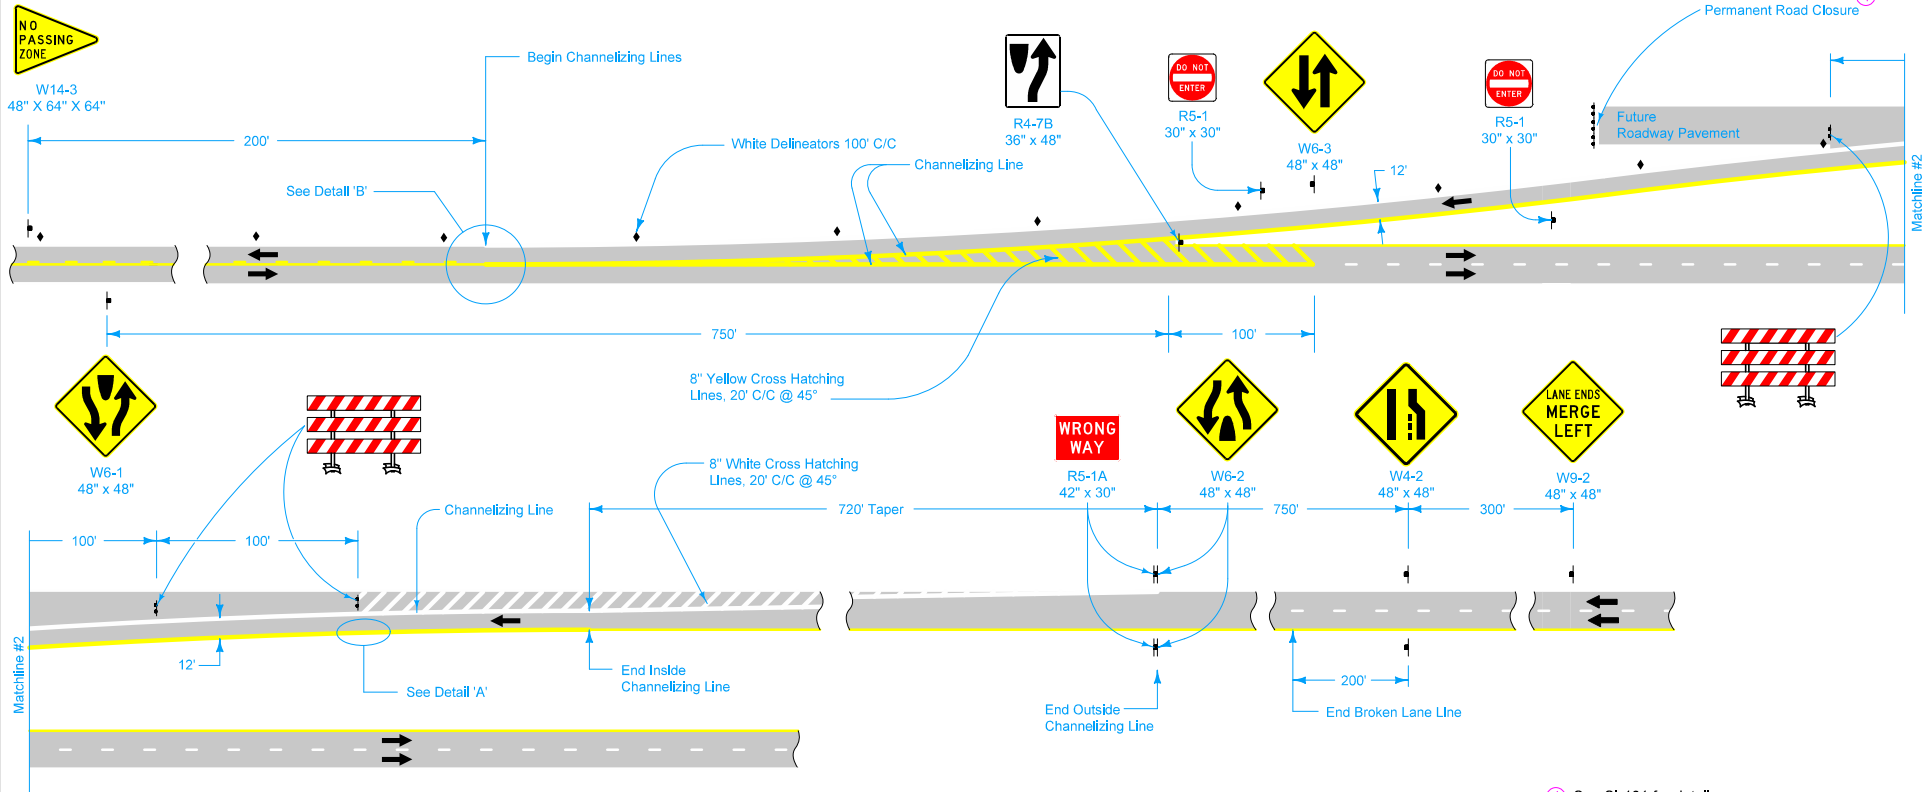 NO
PASSING
ZONE
W14-3
48" X 64" X 64"
200'
Begin Channelizing Lines
See Detail 'B'
White Delineators 100' C/C
Channelizing Line
R4-7B
36" x 48"
DO NOT
ENTER
R5-1
30" x 30"
W6-3
48" x 48"
12'
DO NOT
ENTER
R5-1
30" x 30"
Permanent Road Closure
Future
Roadway Pavement
Matchline #2
750'
100'
8" Yellow Cross Hatching
Lines, 20' C/C @ 45°
W6-1
48" x 48"
8" White Cross Hatching
Lines, 20' C/C @ 45°
WRONG
WAY
R5-1A
42" x 30"
W6-2
48" x 48"
W4-2
48" x 48"
LANE ENDS
MERGE
LEFT
W9-2
48" x 48"
Channelizing Line
720' Taper
750'
300'
100'
100'
Matchline #2
12'
See Detail 'A'
End Inside
Channelizing Line
End Outside
Channelizing Line
200'
End Broken Lane Line